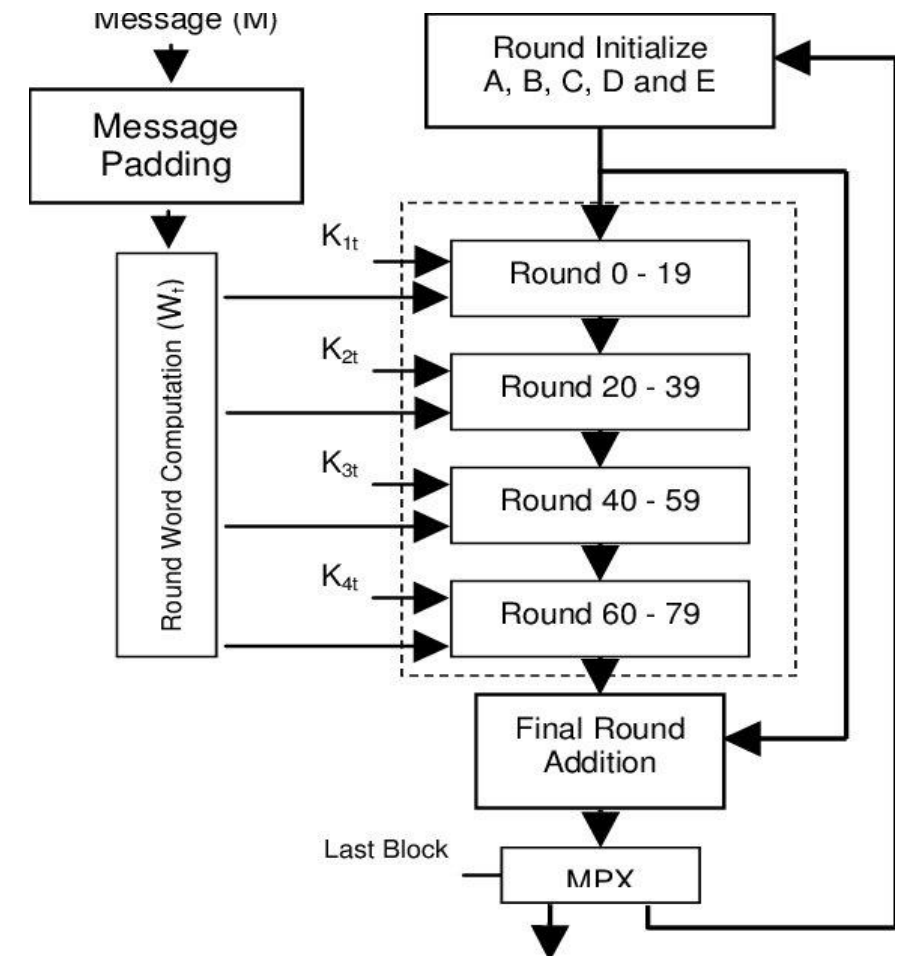 Message (M)
Round Initialize
A, B, C, D and E
Message
Padding
K1t
Round 0 - 19
Round Word Computation (Wt)
K2t
Round 20 - 39
K3t
Round 40 - 59
K4t
Round 60 - 79
Final Round
Addition
Last Block
MPX